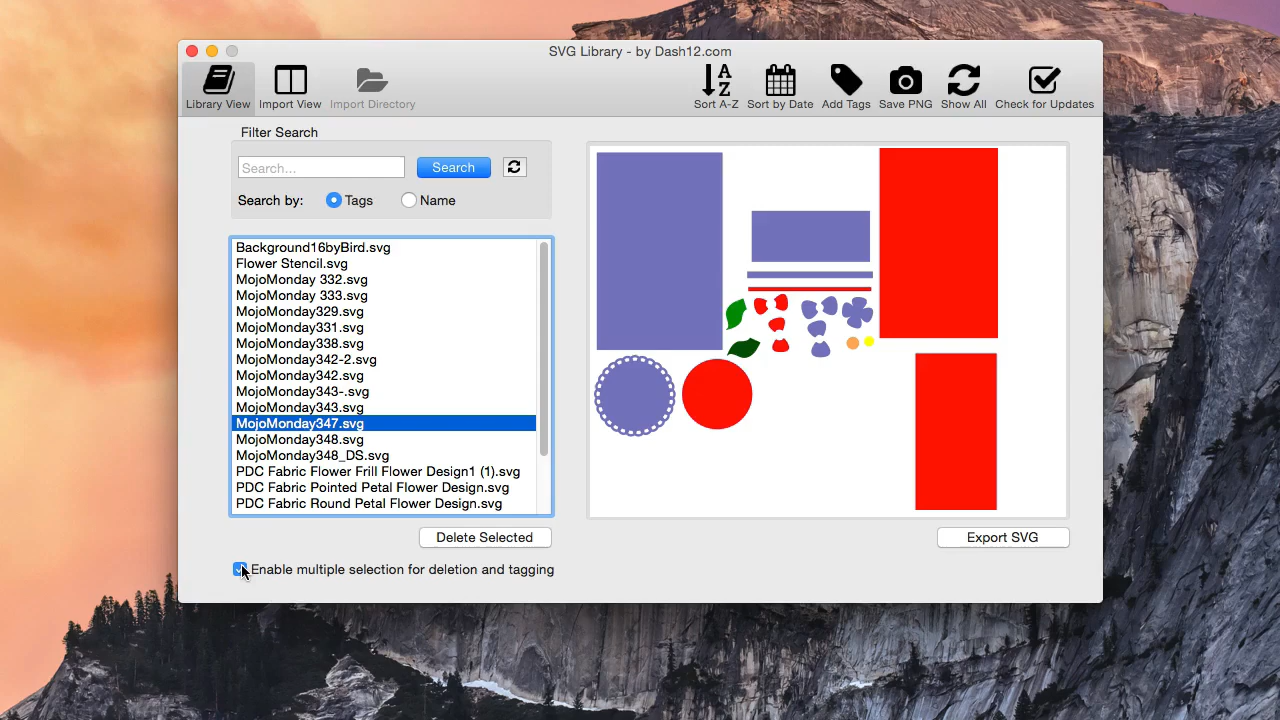 SVG Library - by Dash12.com
Library View
Import View
Import Directory
Sort A-Z
Sort by Date
Add Tags
Save PNG
Show All
Check for Updates
Filter Search
Search...
Search
Search by:
Tags
Name
Background16byBird.svg
Flower Stencil.svg
MojoMonday 332.svg
MojoMonday 333.svg
MojoMonday329.svg
MojoMonday331.svg
MojoMonday338.svg
MojoMonday342-2.svg
MojoMonday342.svg
MojoMonday343-.svg
MojoMonday343.svg
MojoMonday347.svg
MojoMonday348.svg
MojoMonday348_DS.svg
PDC Fabric Flower Frill Flower Design1 (1).svg
PDC Fabric Pointed Petal Flower Design.svg
PDC Fabric Round Petal Flower Design.svg
Delete Selected
Export SVG
Enable multiple selection for deletion and tagging